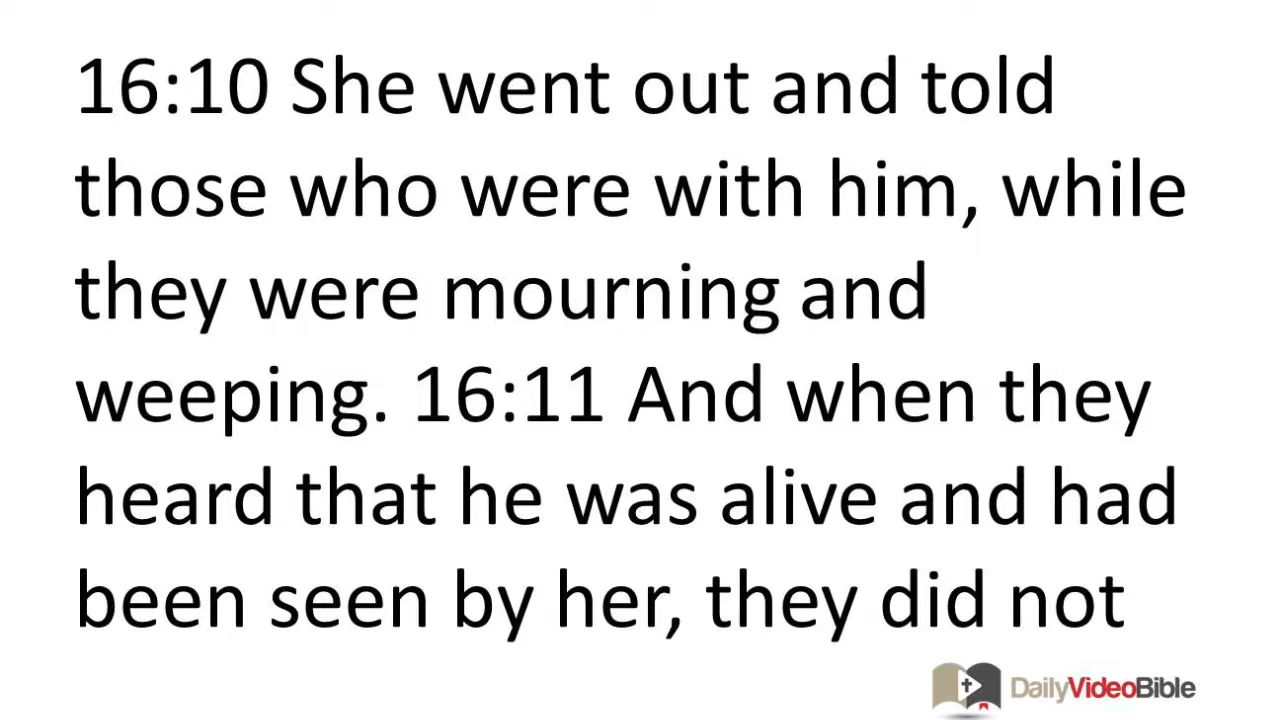 16:10 She went out and told
those who were with him, while
they were mourning and
weeping. 16:11 And when they
heard that he was alive and had
been seen by her, they did not
DailyVideoBible